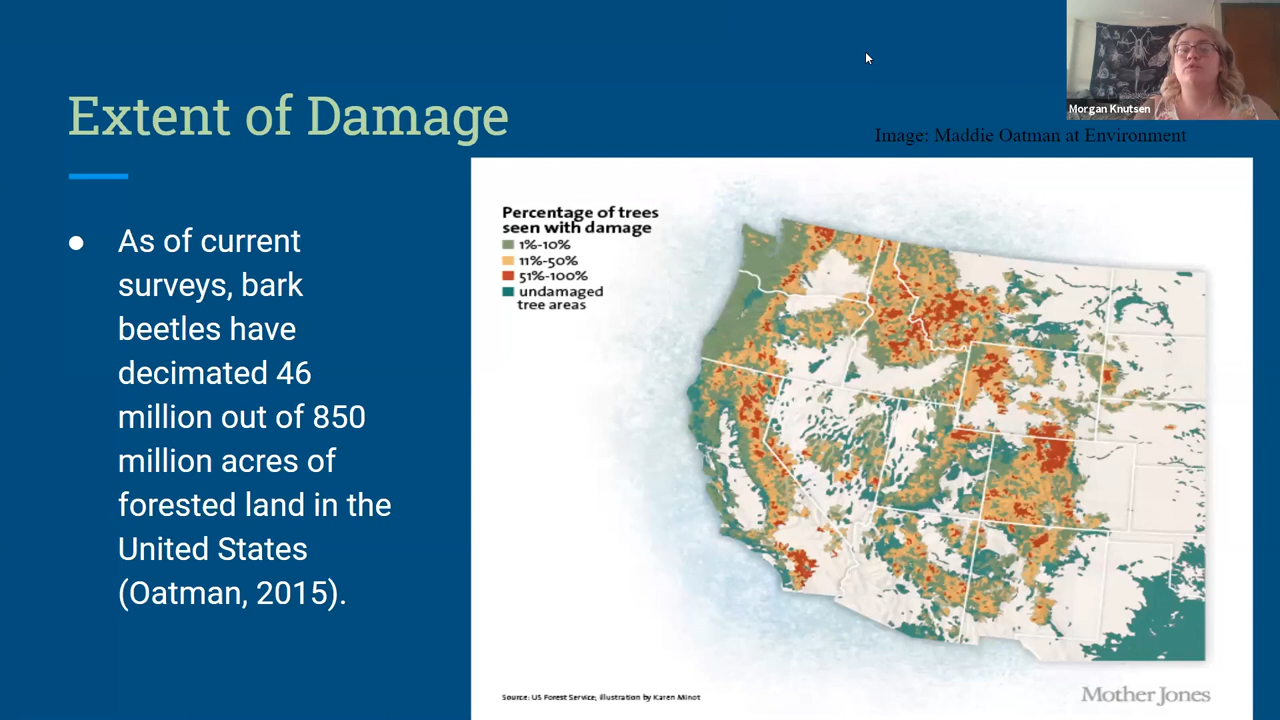 Morgan Knutsen
Extent of Damage
Image: Maddie Oatman at Environment
● As of current
surveys, bark
beetles have
decimated 46
million out of 850
million acres of
forested land in the
United States
(Oatman, 2015).
Percentage of trees
seen with damage
1%-10%
11%-50%
51%-100%
undamaged
tree areas
Source: US Forest Service; illustration by Karen Minot
Mother Jones